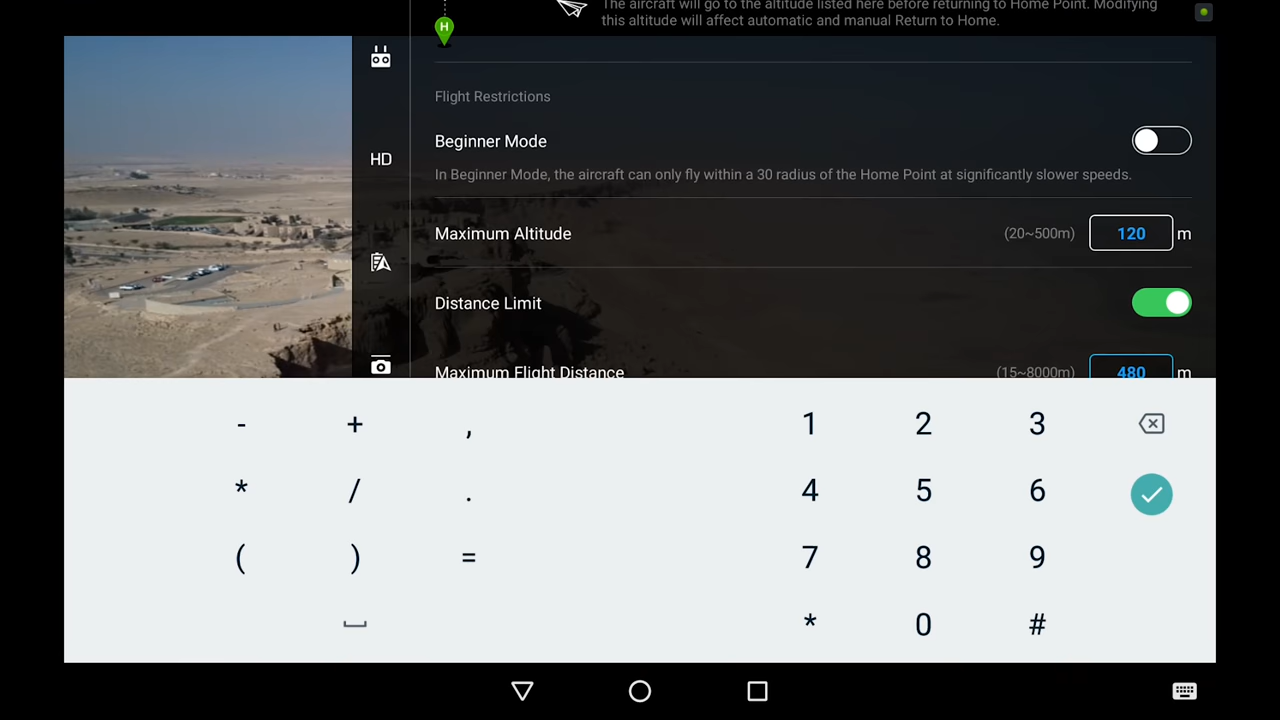 The aircraft will go to the altitude listed here before returning to Home Point. Modifying
this altitude will affect automatic and manual Return to Home.
H
Flight Restrictions
Beginner Mode
HD
In Beginner Mode, the aircraft can only fly within a 30 radius of the Home Point at significantly slower speeds.
Maximum Altitude (20~500m) 120 m
Distance Limit
Maximum Flight Distance (15~8000m) 480 m
- + , 1 2 3
* / . 4 5 6
( ) = 7 8 9
* 0 #